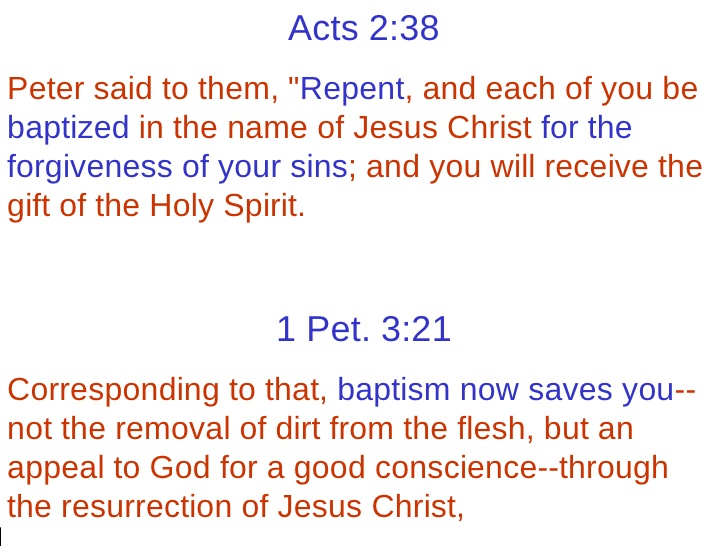 Acts 2:38
Peter said to them, "Repent, and each of you be
baptized in the name of Jesus Christ for the
forgiveness of your sins; and you will receive the
gift of the Holy Spirit.
1 Pet. 3:21
Corresponding to that, baptism now saves you--
not the removal of dirt from the flesh, but an
appeal to God for a good conscience--through
the resurrection of Jesus Christ,